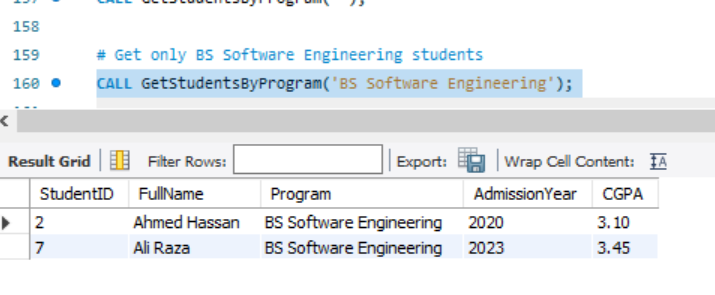 CALL GetStudentsByProgram('');
158
159 # Get only BS Software Engineering students
160 CALL GetStudentsByProgram('BS Software Engineering');
Result Grid Filter Rows: Export: Wrap Cell Content:
StudentID FullName Program AdmissionYear CGPA
2 Ahmed Hassan BS Software Engineering 2020 3.10
7 Ali Raza BS Software Engineering 2023 3.45